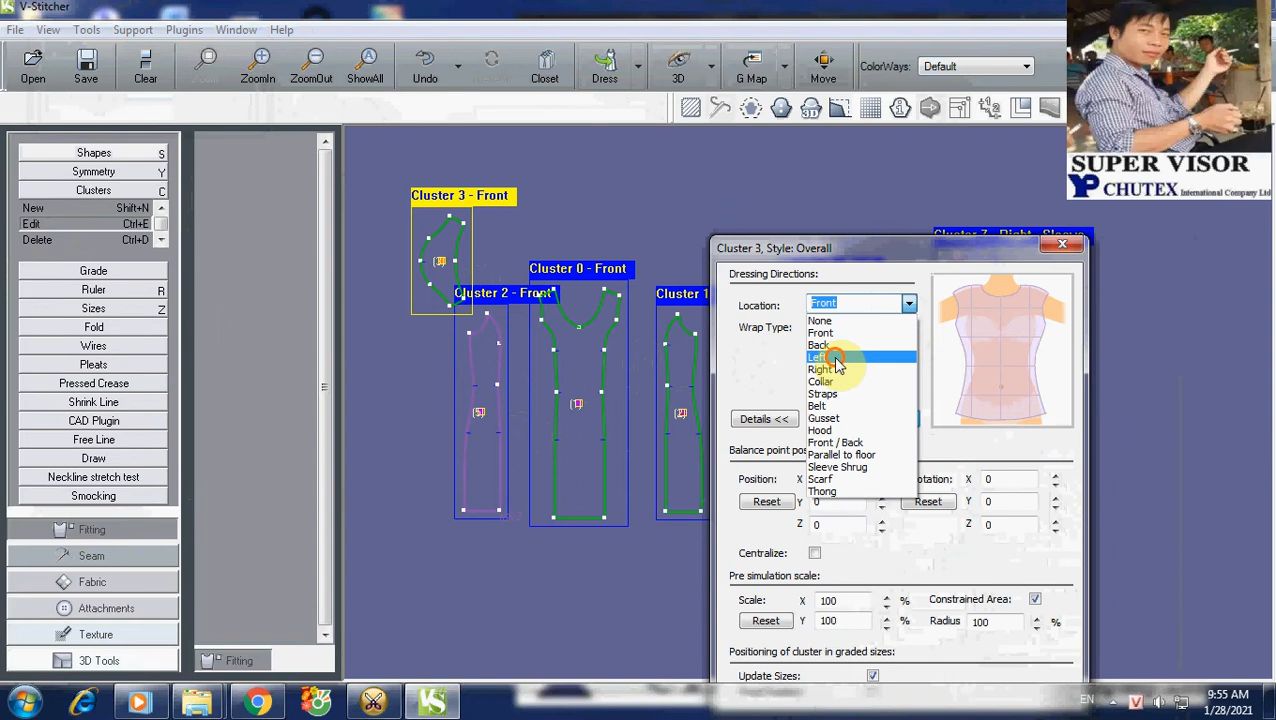 V-Stitcher
File View Tools Support Plugins Window Help
Open Save Clear ZoomIn ZoomOut ShowAll Undo Closet Dress 3D G Map Move ColorWays: Default
SUPER VISOR
CHUTEX International Company Ltd
Shapes S
Symmetry Y
Clusters C
New Shift+N
Edit Ctrl+E
Delete Ctrl+D
Grade
Ruler R
Sizes Z
Fold
Wires
Pleats
Pressed Crease
Shrink Line
CAD Plugin
Free Line
Draw
Neckline stretch test
Smocking
Fitting
Seam
Fabric
Attachments
Texture
3D Tools
Fitting
Cluster 3 - Front
Cluster 2 - Front
Cluster 0 - Front
Cluster 1
Cluster 7 - Right - Sleeve
Cluster 3, Style: Overall
Dressing Directions:
Location: Front
Wrap Type:
None
Front
Back
Left
Right
Collar
Straps
Belt
Gusset
Hood
Front / Back
Parallel to floor
Sleeve Shrug
Scarf
Thong
Details <<
Balance point po
Position: X 0
Reset Y 0 Reset Y 0
Z 0 Z 0
Centralize:
Pre simulation scale:
Scale: X 100 % Constrained Area:
Reset Y 100 % Radius 100 %
Positioning of cluster in graded sizes:
Update Sizes:
EN
9:55 AM
1/28/2021